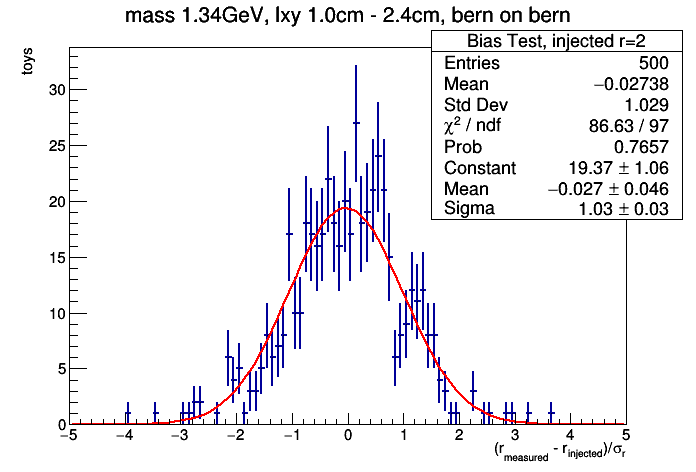 mass 1.34GeV, lxy 1.0cm - 2.4cm, bern on bern
toys
Bias Test, injected r=2
Entries 500
Mean −0.02738
Std Dev 1.029
χ² / ndf 86.63 / 97
Prob 0.7657
Constant 19.37 ± 1.06
Mean −0.027 ± 0.046
Sigma 1.03 ± 0.03
30
25
20
15
10
5
0
−5 −4 −3 −2 −1 0 1 2 3 4 5
(r_measured - r_injected)/σ_r